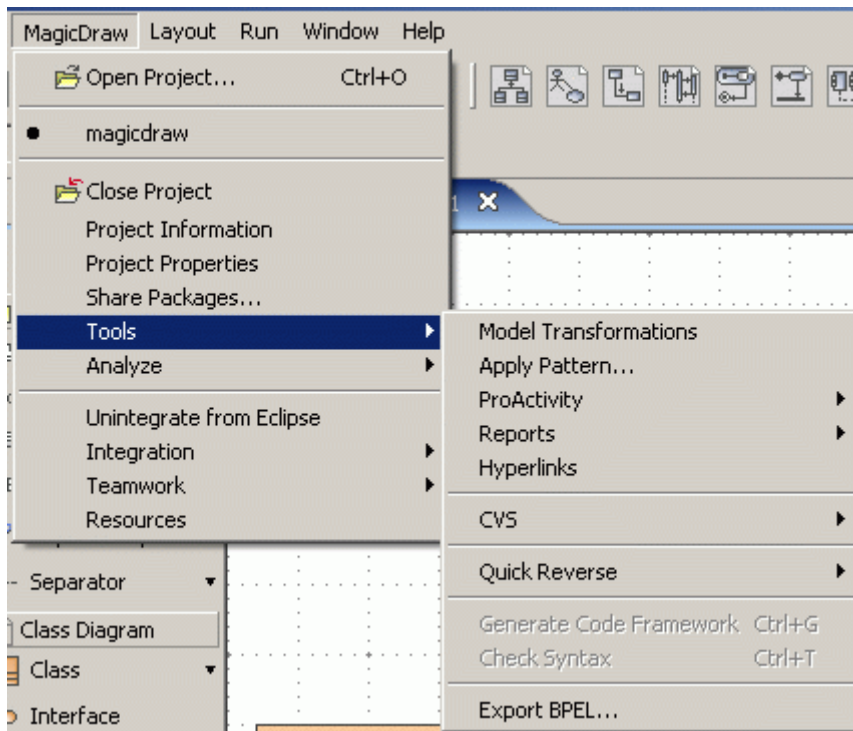 MagicDraw Layout Run Window Help
Open Project... Ctrl+O
magicdraw
Close Project
Project Information
Project Properties
Share Packages...
Tools
Analyze
Unintegrate from Eclipse
Integration
Teamwork
Resources
Model Transformations
Apply Pattern...
ProActivity
Reports
Hyperlinks
CVS
Quick Reverse
Generate Code Framework Ctrl+G
Check Syntax Ctrl+T
Export BPEL...
Separator
Class Diagram
Class
Interface